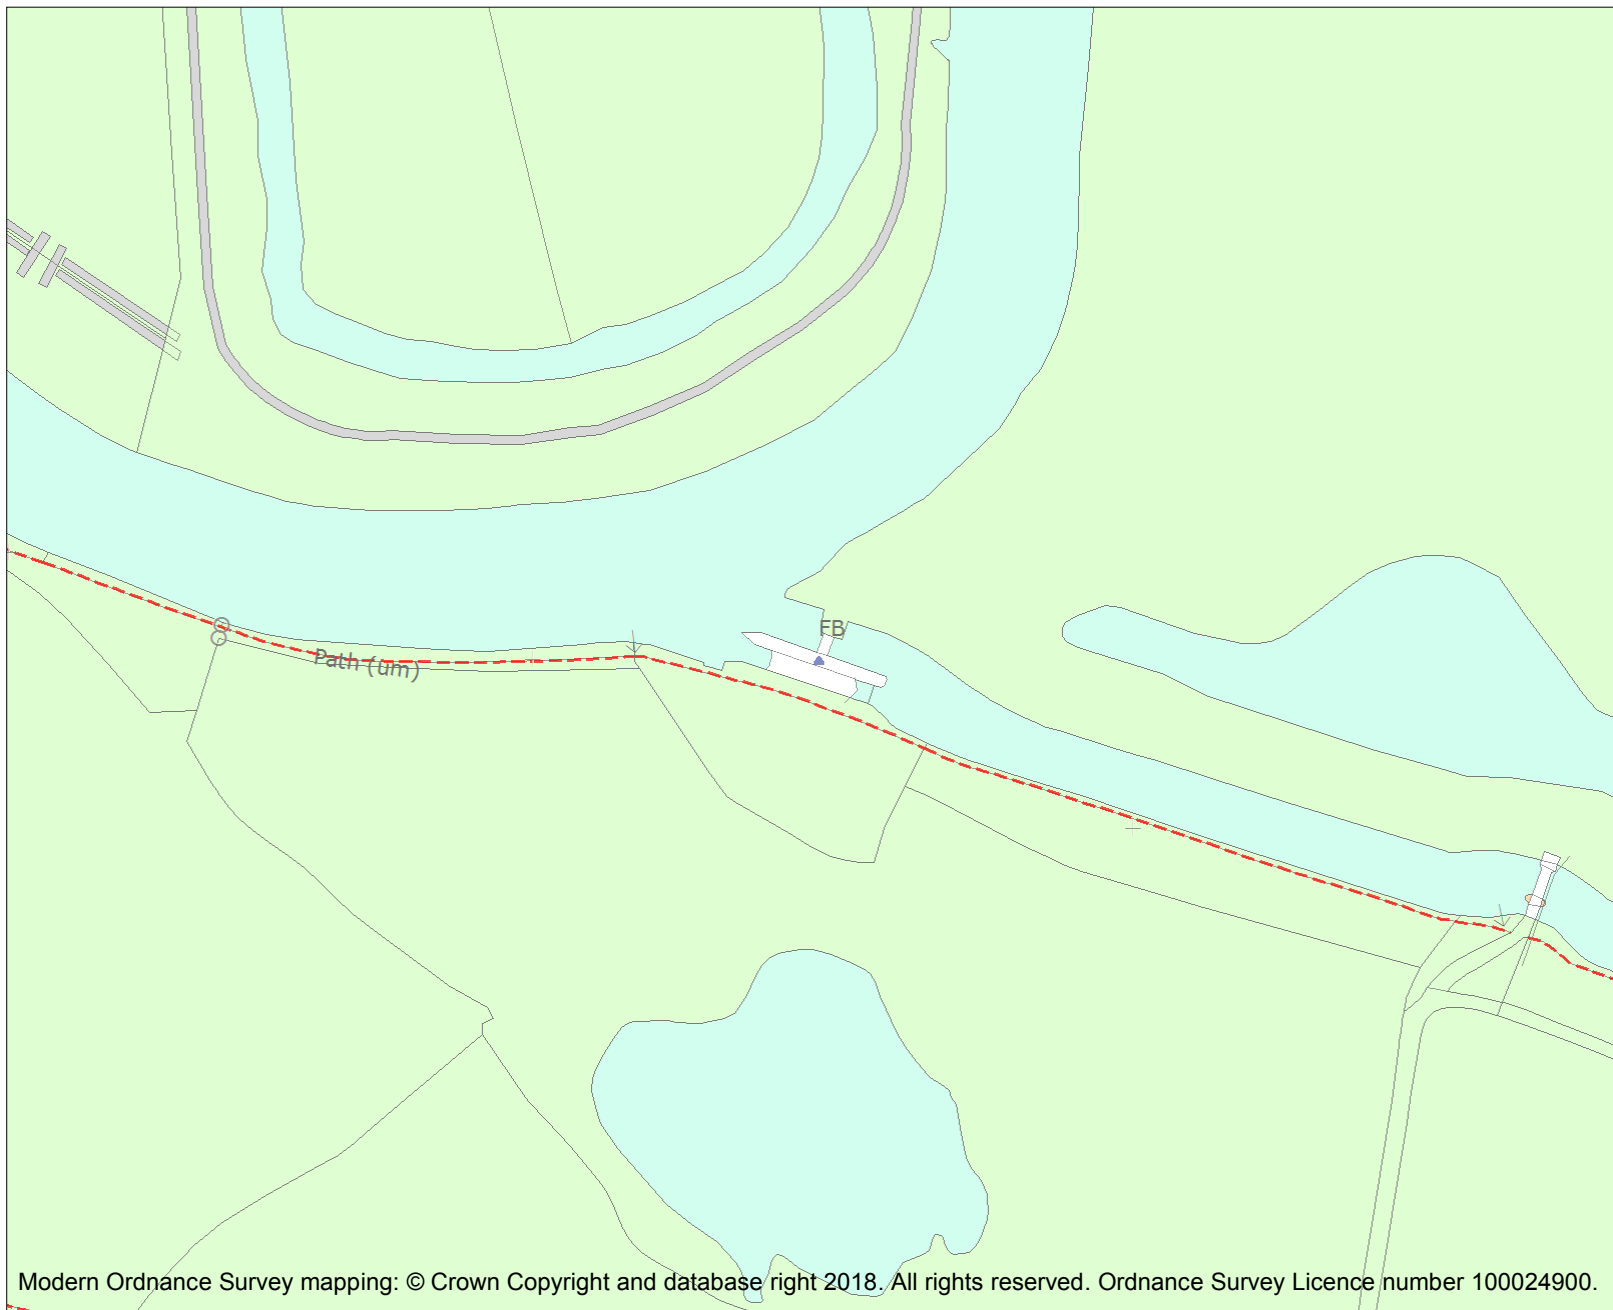 FB
Path (um)
Modern Ordnance Survey mapping: © Crown Copyright and database right 2018. All rights reserved. Ordnance Survey Licence number 100024900.